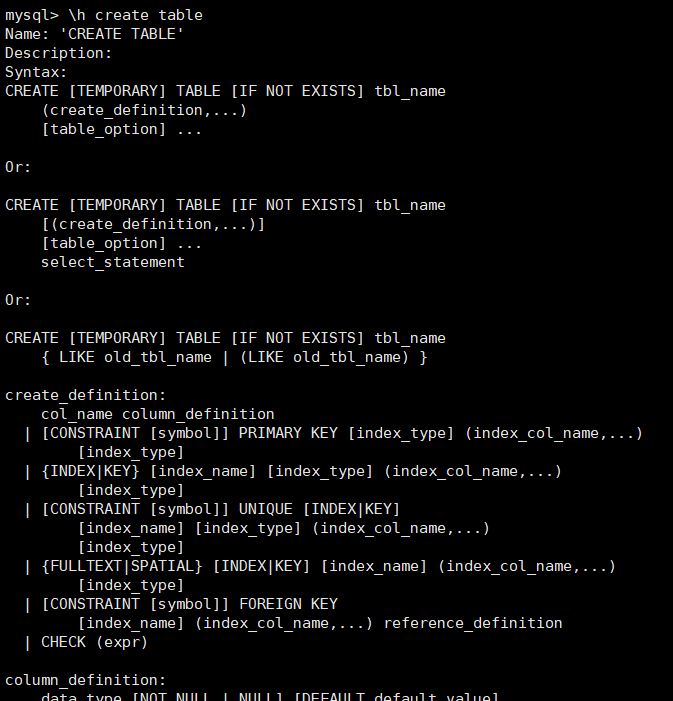 mysql> \h create table
Name: 'CREATE TABLE'
Description:
Syntax:
CREATE [TEMPORARY] TABLE [IF NOT EXISTS] tbl_name
    (create_definition,...)
    [table_option] ...

Or:

CREATE [TEMPORARY] TABLE [IF NOT EXISTS] tbl_name
    [(create_definition,...)]
    [table_option] ...
    select_statement

Or:

CREATE [TEMPORARY] TABLE [IF NOT EXISTS] tbl_name
    { LIKE old_tbl_name | (LIKE old_tbl_name) }

create_definition:
    col_name column_definition
  | [CONSTRAINT [symbol]] PRIMARY KEY [index_type] (index_col_name,...)
        [index_type]
  | {INDEX|KEY} [index_name] [index_type] (index_col_name,...)
        [index_type]
  | [CONSTRAINT [symbol]] UNIQUE [INDEX|KEY]
        [index_name] [index_type] (index_col_name,...)
        [index_type]
  | {FULLTEXT|SPATIAL} [INDEX|KEY] [index_name] (index_col_name,...)
        [index_type]
  | [CONSTRAINT [symbol]] FOREIGN KEY
        [index_name] (index_col_name,...) reference_definition
  | CHECK (expr)

column_definition:
    data_type [NOT NULL | NULL] [DEFAULT default_value]